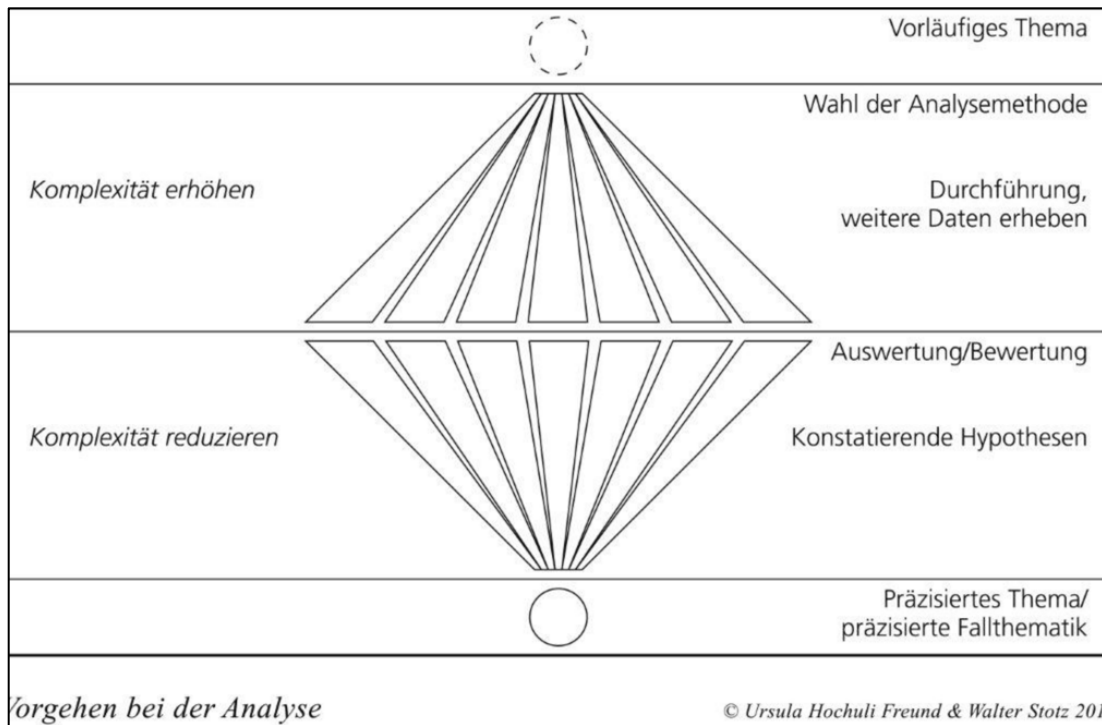 Vorläufiges Thema
Wahl der Analysemethode
Komplexität erhöhen
Durchführung,
weitere Daten erheben
Auswertung/Bewertung
Komplexität reduzieren
Konstatierende Hypothesen
Präzisiertes Thema/
präzisierte Fallthematik
Vorgehen bei der Analyse
© Ursula Hochuli Freund & Walter Stotz